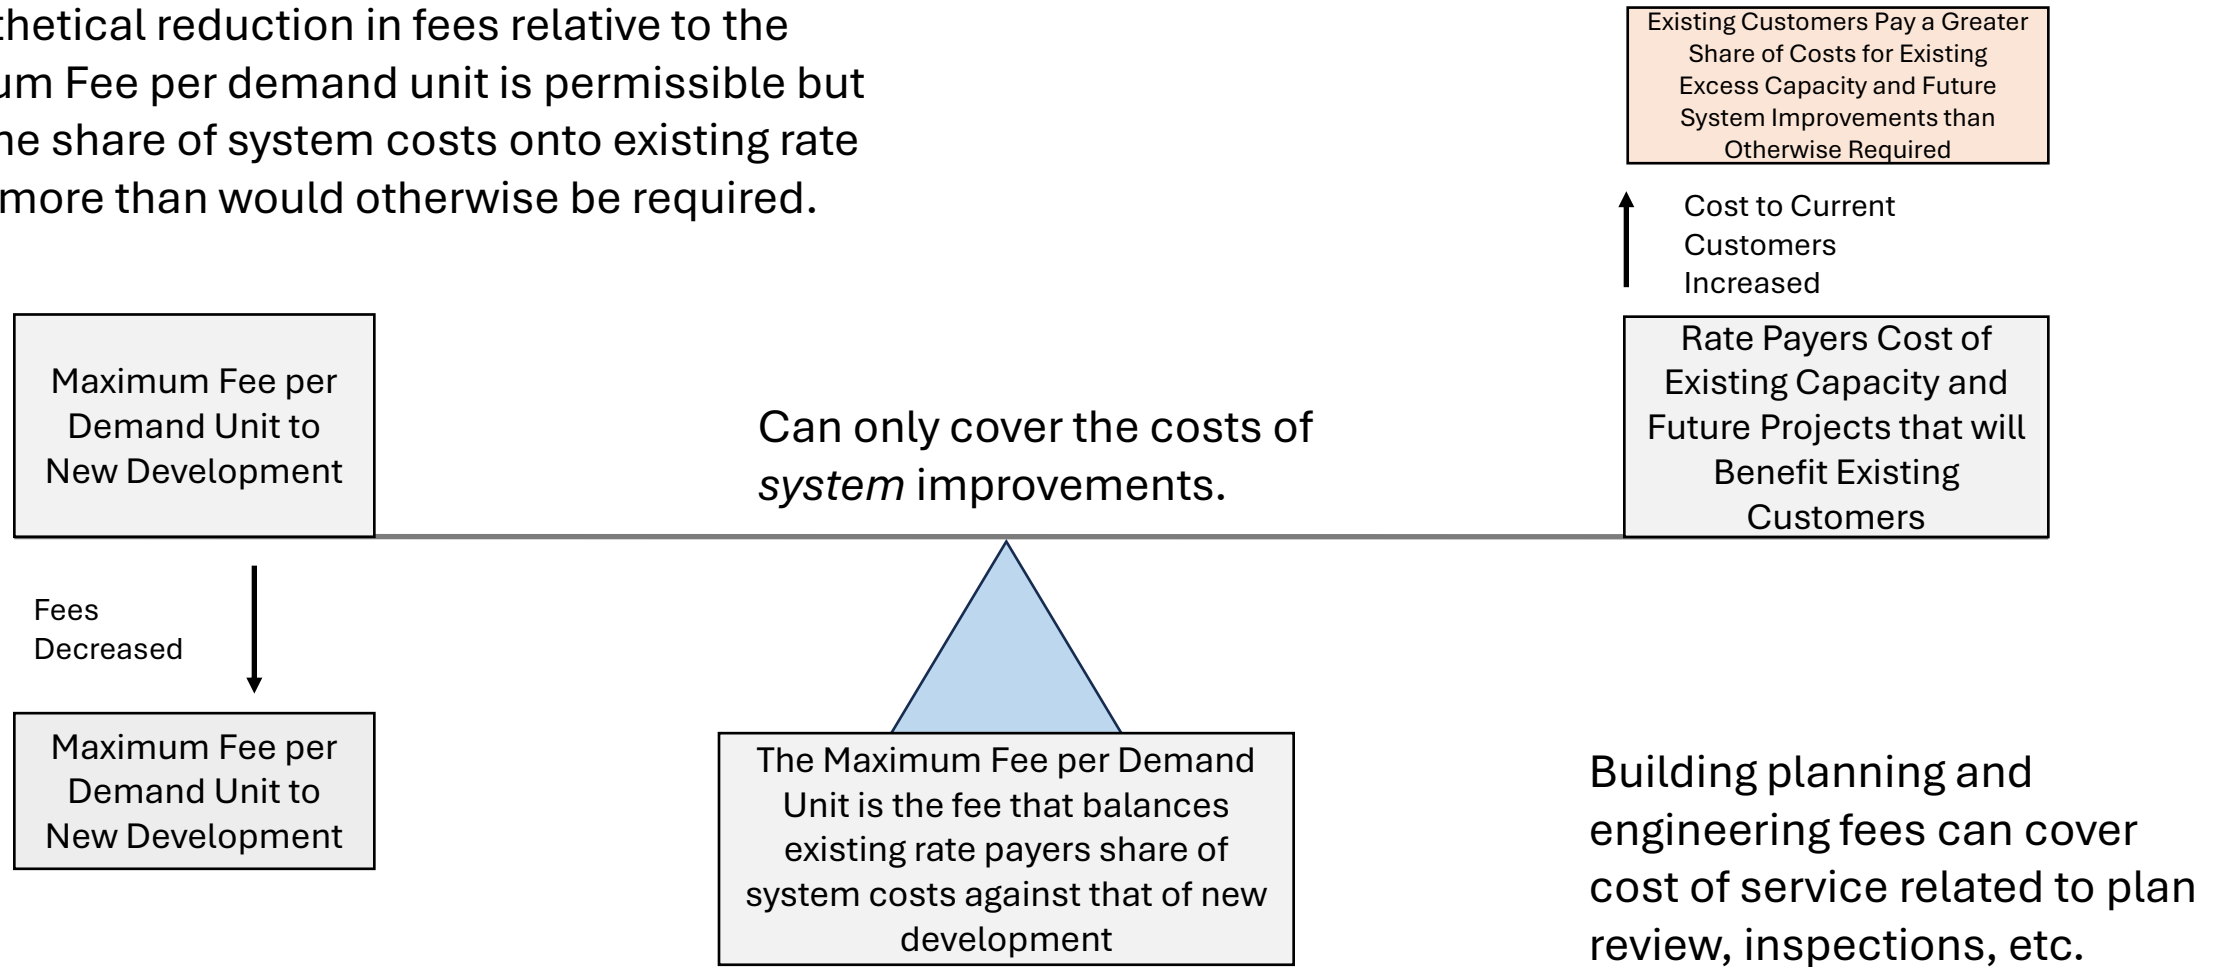 reduction in fees relative to the
Fee per demand unit is permissible but
share of system costs onto existing rate
more than would otherwise be required.
Existing Customers Pay a Greater
Share of Costs for Existing
Excess Capacity and Future
System Improvements than
Otherwise Required
Cost to Current
Customers
Increased
Maximum Fee per
Demand Unit to
New Development
Can only cover the costs of
system improvements.
Rate Payers Cost of
Existing Capacity and
Future Projects that will
Benefit Existing
Customers
Fees
Decreased
Maximum Fee per
Demand Unit to
New Development
The Maximum Fee per Demand
Unit is the fee that balances
existing rate payers share of
system costs against that of new
development
Building planning and
engineering fees can cover
cost of service related to plan
review, inspections, etc.